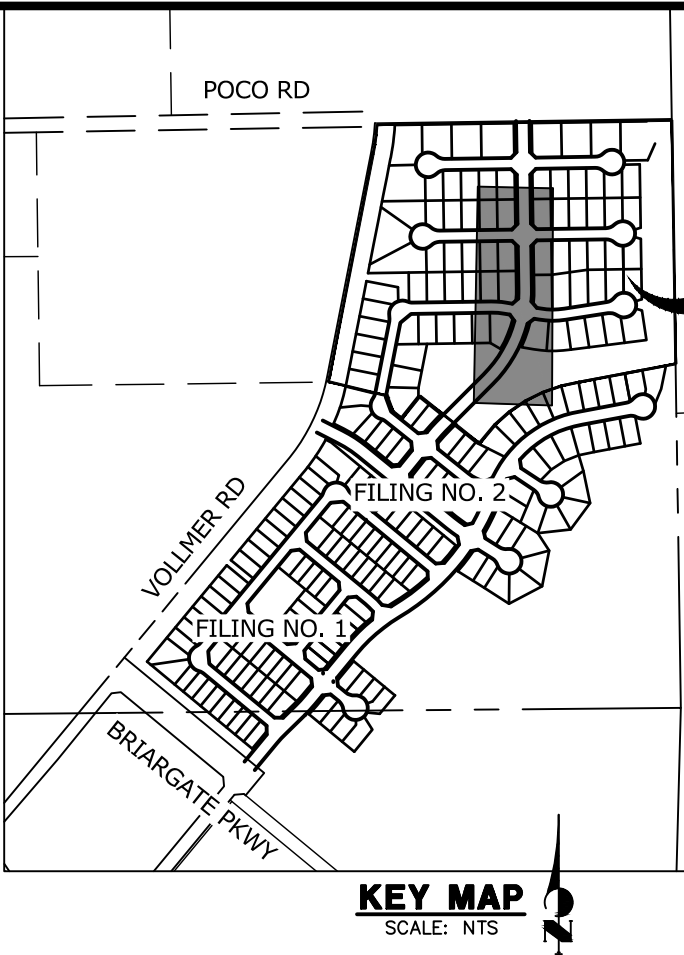 POCO RD
FILING NO. 2
VOLLMER RD
FILING NO. 1
BRIARGATE PKWY
KEY MAP
SCALE: NTS
N